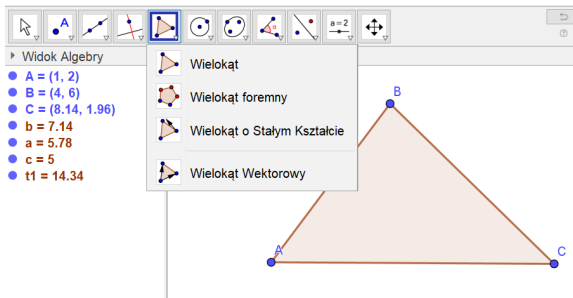 A
a=2
Widok Algebry
A = (1, 2)
B = (4, 6)
C = (8.14, 1.96)
b = 7.14
a = 5.78
c = 5
t1 = 14.34
Wielokąt
Wielokąt foremny
Wielokąt o Stałym Kształcie
Wielokąt Wektorowy
B
A
C